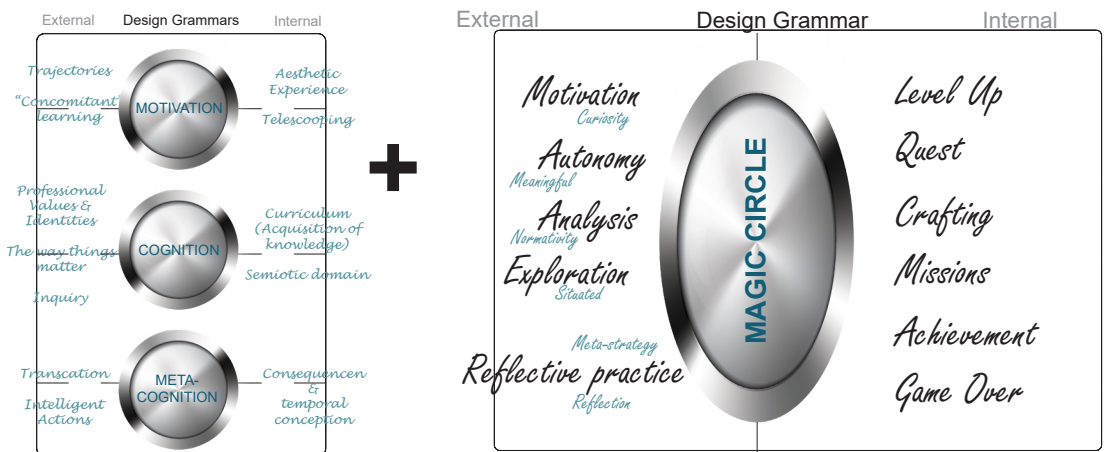 External
Design Grammars
Internal
Trajectories
"Concomitant
learning
MOTIVATION
Aesthetic
Experience
Telescooping
Professional
Values &
Identities
The way things
matter
Inquiry
COGNITION
Curriculum
(Acquisition of
knowledge)
Semiotic domain
Transcation
Intelligent
Actions
META-
COGNITION
Consequencen
&
temporal
conception
+
External
Design Grammar
Internal
Motivation
Curiosity
Autonomy
Meaningful
Analysis
Normativity
Exploration
Situated
Meta-strategy
Reflective practice
Reflection
MAGIC CIRCLE
Level Up
Quest
Crafting
Missions
Achievement
Game Over